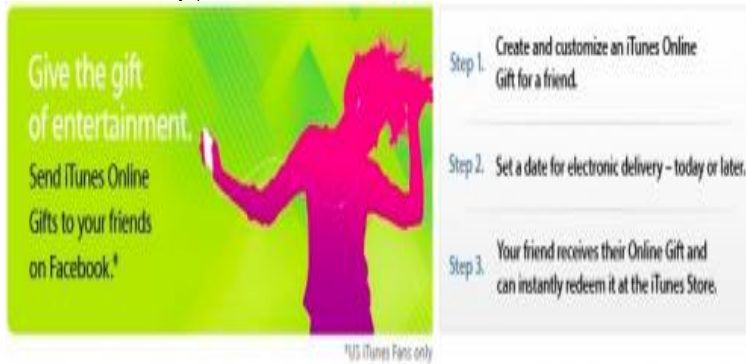 Give the gift
of entertainment.
Send iTunes Online
Gifts to your friends
on Facebook.*
*US iTunes Fans only
Step 1.
Create and customize an iTunes Online
Gift for a friend.
Step 2.
Set a date for electronic delivery – today or later.
Step 3.
Your friend receives their Online Gift and
can instantly redeem it at the iTunes Store.